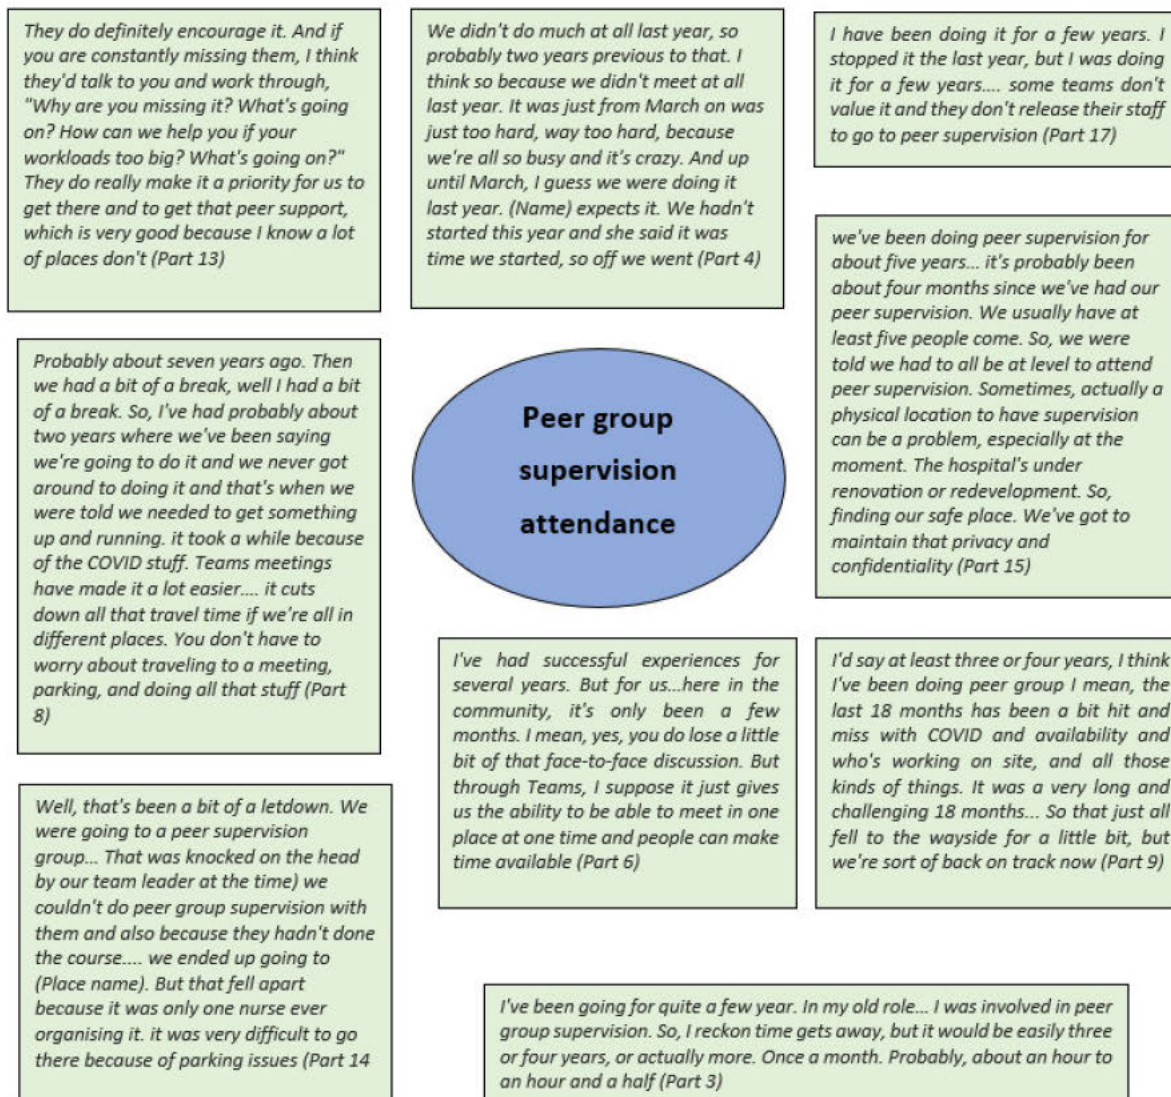 They do definitely encourage it. And if
you are constantly missing them, I think
they'd talk to you and work through,
"Why are you missing it? What's going
on? How can we help you if your
workloads too big? What's going on?"
They do really make it a priority for us to
get there and to get that peer support,
which is very good because I know a lot
of places don't (Part 13)
We didn't do much at all last year, so
probably two years previous to that. I
think so because we didn't meet at all
last year. It was just from March on was
just too hard, way too hard, because
we're all so busy and it's crazy. And up
until March, I guess we were doing it
last year. (Name) expects it. We hadn't
started this year and she said it was
time we started, so off we went (Part 4)
I have been doing it for a few years. I
stopped it the last year, but I was doing
it for a few years.... some teams don't
value it and they don't release their staff
to go to peer supervision (Part 17)
we've been doing peer supervision for
about five years... it's probably been
about four months since we've had our
peer supervision. We usually have at
least five people come. So, we were
told we had to all be at level to attend
peer supervision. Sometimes, actually a
physical location to have supervision
can be a problem, especially at the
moment. The hospital's under
renovation or redevelopment. So,
finding our safe place. We've got to
maintain that privacy and
confidentiality (Part 15)
Probably about seven years ago. Then
we had a bit of a break, well I had a bit
of a break. So, I've had probably about
two years where we've been saying
we're going to do it and we never got
around to doing it and that's when we
were told we needed to get something
up and running. it took a while because
of the COVID stuff. Teams meetings
have made it a lot easier.... it cuts
down all that travel time if we're all in
different places. You don't have to
worry about traveling to a meeting,
parking, and doing all that stuff (Part
8)
Peer group
supervision
attendance
I've had successful experiences for
several years. But for us...here in the
community, it's only been a few
months. I mean, yes, you do lose a little
bit of that face-to-face discussion. But
through Teams, I suppose it just gives
us the ability to be able to meet in one
place at one time and people can make
time available (Part 6)
I'd say at least three or four years, I think
I've been doing peer group I mean, the
last 18 months has been a bit hit and
miss with COVID and availability and
who's working on site, and all those
kinds of things. It was a very long and
challenging 18 months... So that just all
fell to the wayside for a little bit, but
we're sort of back on track now (Part 9)
Well, that's been a bit of a letdown. We
were going to a peer supervision
group... That was knocked on the head
by our team leader at the time) we
couldn't do peer group supervision with
them and also because they hadn't done
the course.... we ended up going to
(Place name). But that fell apart
because it was only one nurse ever
organising it. it was very difficult to go
there because of parking issues (Part 14
I've been going for quite a few year. In my old role... I was involved in peer
group supervision. So, I reckon time gets away, but it would be easily three
or four years, or actually more. Once a month. Probably, about an hour to
an hour and a half (Part 3)